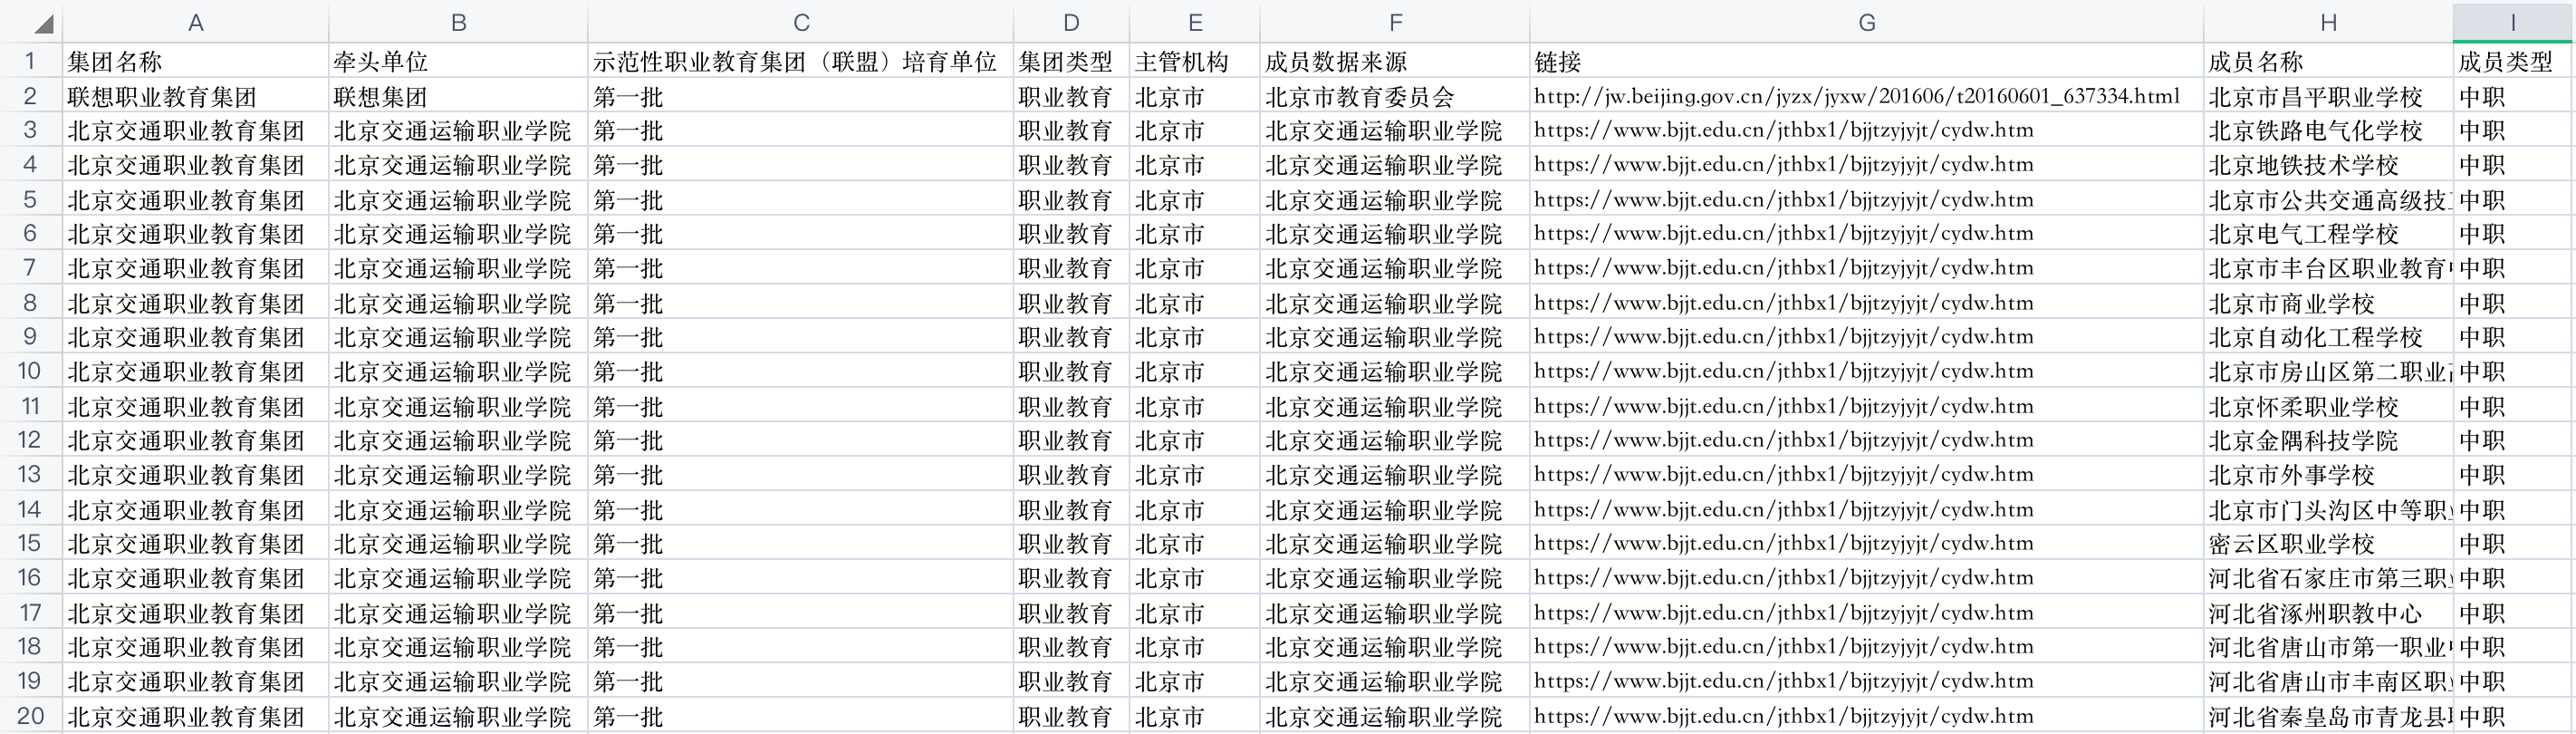 A B C D E F G H I
1 集团名称 牵头单位 示范性职业教育集团（联盟）培育单位 集团类型 主管机构 成员数据来源 链接 成员名称 成员类型
2 联想职业教育集团 联想集团 第一批 职业教育 北京市 北京市教育委员会 http://jw.beijing.gov.cn/jyzx/jyxw/201606/t20160601_637334.html 北京市昌平职业学校 中职
3 北京交通职业教育集团 北京交通运输职业学院 第一批 职业教育 北京市 北京交通运输职业学院 https://www.bjjt.edu.cn/jthbx1/bjjtzyjyjt/cydw.htm 北京铁路电气化学校 中职
4 北京交通职业教育集团 北京交通运输职业学院 第一批 职业教育 北京市 北京交通运输职业学院 https://www.bjjt.edu.cn/jthbx1/bjjtzyjyjt/cydw.htm 北京地铁技术学校 中职
5 北京交通职业教育集团 北京交通运输职业学院 第一批 职业教育 北京市 北京交通运输职业学院 https://www.bjjt.edu.cn/jthbx1/bjjtzyjyjt/cydw.htm 北京市公共交通高级技 中职
6 北京交通职业教育集团 北京交通运输职业学院 第一批 职业教育 北京市 北京交通运输职业学院 https://www.bjjt.edu.cn/jthbx1/bjjtzyjyjt/cydw.htm 北京电气工程学校 中职
7 北京交通职业教育集团 北京交通运输职业学院 第一批 职业教育 北京市 北京交通运输职业学院 https://www.bjjt.edu.cn/jthbx1/bjjtzyjyjt/cydw.htm 北京市丰台区职业教育 中职
8 北京交通职业教育集团 北京交通运输职业学院 第一批 职业教育 北京市 北京交通运输职业学院 https://www.bjjt.edu.cn/jthbx1/bjjtzyjyjt/cydw.htm 北京市商业学校 中职
9 北京交通职业教育集团 北京交通运输职业学院 第一批 职业教育 北京市 北京交通运输职业学院 https://www.bjjt.edu.cn/jthbx1/bjjtzyjyjt/cydw.htm 北京自动化工程学校 中职
10 北京交通职业教育集团 北京交通运输职业学院 第一批 职业教育 北京市 北京交通运输职业学院 https://www.bjjt.edu.cn/jthbx1/bjjtzyjyjt/cydw.htm 北京市房山区第二职业 中职
11 北京交通职业教育集团 北京交通运输职业学院 第一批 职业教育 北京市 北京交通运输职业学院 https://www.bjjt.edu.cn/jthbx1/bjjtzyjyjt/cydw.htm 北京怀柔职业学校 中职
12 北京交通职业教育集团 北京交通运输职业学院 第一批 职业教育 北京市 北京交通运输职业学院 https://www.bjjt.edu.cn/jthbx1/bjjtzyjyjt/cydw.htm 北京金隅科技学院 中职
13 北京交通职业教育集团 北京交通运输职业学院 第一批 职业教育 北京市 北京交通运输职业学院 https://www.bjjt.edu.cn/jthbx1/bjjtzyjyjt/cydw.htm 北京市外事学校 中职
14 北京交通职业教育集团 北京交通运输职业学院 第一批 职业教育 北京市 北京交通运输职业学院 https://www.bjjt.edu.cn/jthbx1/bjjtzyjyjt/cydw.htm 北京市门头沟区中等职 中职
15 北京交通职业教育集团 北京交通运输职业学院 第一批 职业教育 北京市 北京交通运输职业学院 https://www.bjjt.edu.cn/jthbx1/bjjtzyjyjt/cydw.htm 密云区职业学校 中职
16 北京交通职业教育集团 北京交通运输职业学院 第一批 职业教育 北京市 北京交通运输职业学院 https://www.bjjt.edu.cn/jthbx1/bjjtzyjyjt/cydw.htm 河北省石家庄市第三职 中职
17 北京交通职业教育集团 北京交通运输职业学院 第一批 职业教育 北京市 北京交通运输职业学院 https://www.bjjt.edu.cn/jthbx1/bjjtzyjyjt/cydw.htm 河北省涿州职教中心 中职
18 北京交通职业教育集团 北京交通运输职业学院 第一批 职业教育 北京市 北京交通运输职业学院 https://www.bjjt.edu.cn/jthbx1/bjjtzyjyjt/cydw.htm 河北省唐山市第一职业 中职
19 北京交通职业教育集团 北京交通运输职业学院 第一批 职业教育 北京市 北京交通运输职业学院 https://www.bjjt.edu.cn/jthbx1/bjjtzyjyjt/cydw.htm 河北省唐山市丰南区职 中职
20 北京交通职业教育集团 北京交通运输职业学院 第一批 职业教育 北京市 北京交通运输职业学院 https://www.bjjt.edu.cn/jthbx1/bjjtzyjyjt/cydw.htm 河北省秦皇岛市青龙县 中职